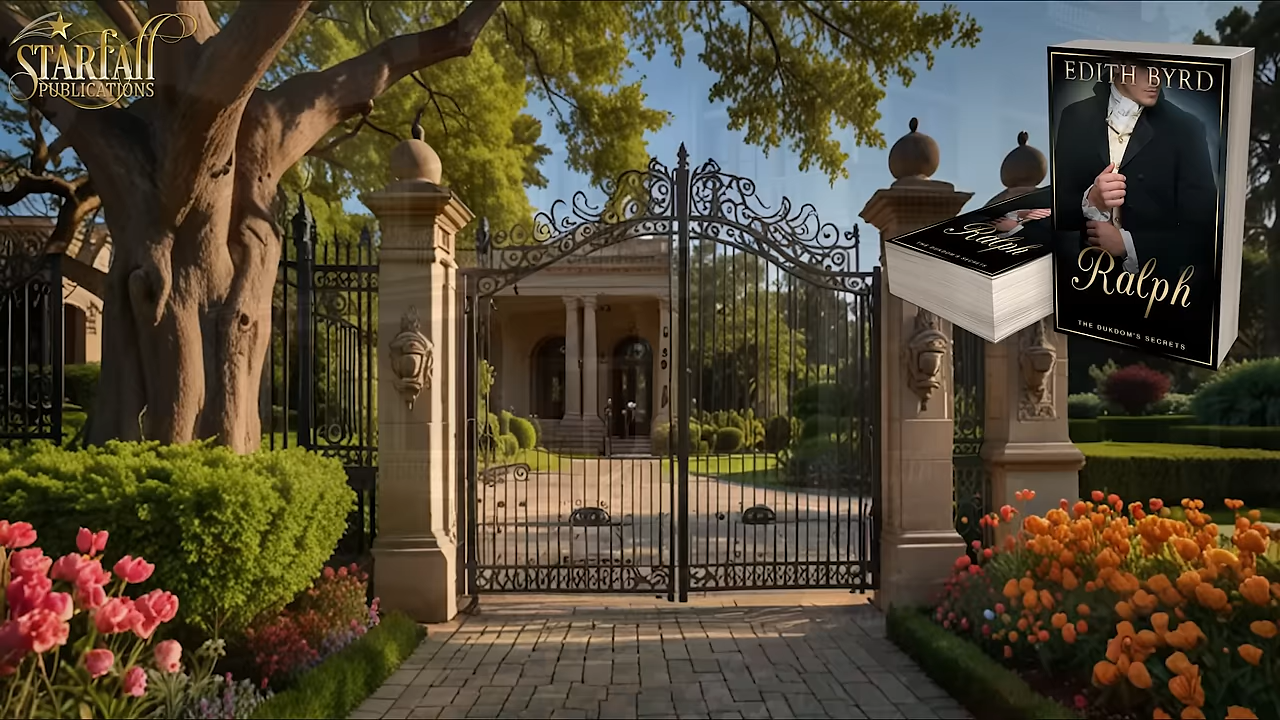 STARfall
PUBLICATIONS
EDITH BYRD
Ralph
THE DUKDOM'S SECRETS
Ralph
THE DUKDOM'S SECRETS